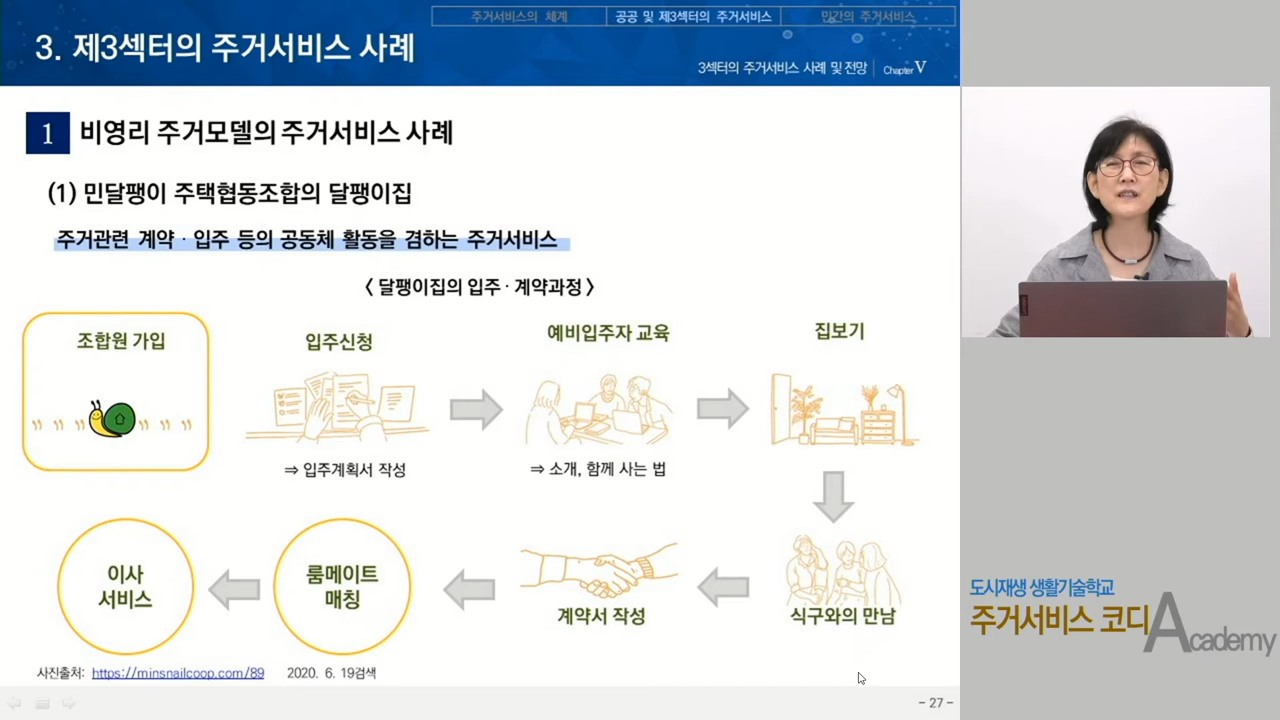 주거서비스의 체계
공공 및 제3섹터의 주거서비스
민간의 주거서비스
3. 제3섹터의 주거서비스 사례
3섹터의 주거서비스 사례 및 전망
Chapter V
1 비영리 주거모델의 주거서비스 사례
(1) 민달팽이 주택협동조합의 달팽이집
주거관련 계약 · 입주 등의 공동체 활동을 겸하는 주거서비스
< 달팽이집의 입주 · 계약과정 >
조합원 가입
입주신청
예비입주자 교육
집보기
⇒ 입주계획서 작성
⇒ 소개, 함께 사는 법
이사
서비스
룸메이트
매칭
계약서 작성
식구와의 만남
사진출처: https://minsnailcoop.com/89 2020. 6. 19검색
- 27 -
도시재생 생활기술학교
주거서비스 코디
Academy